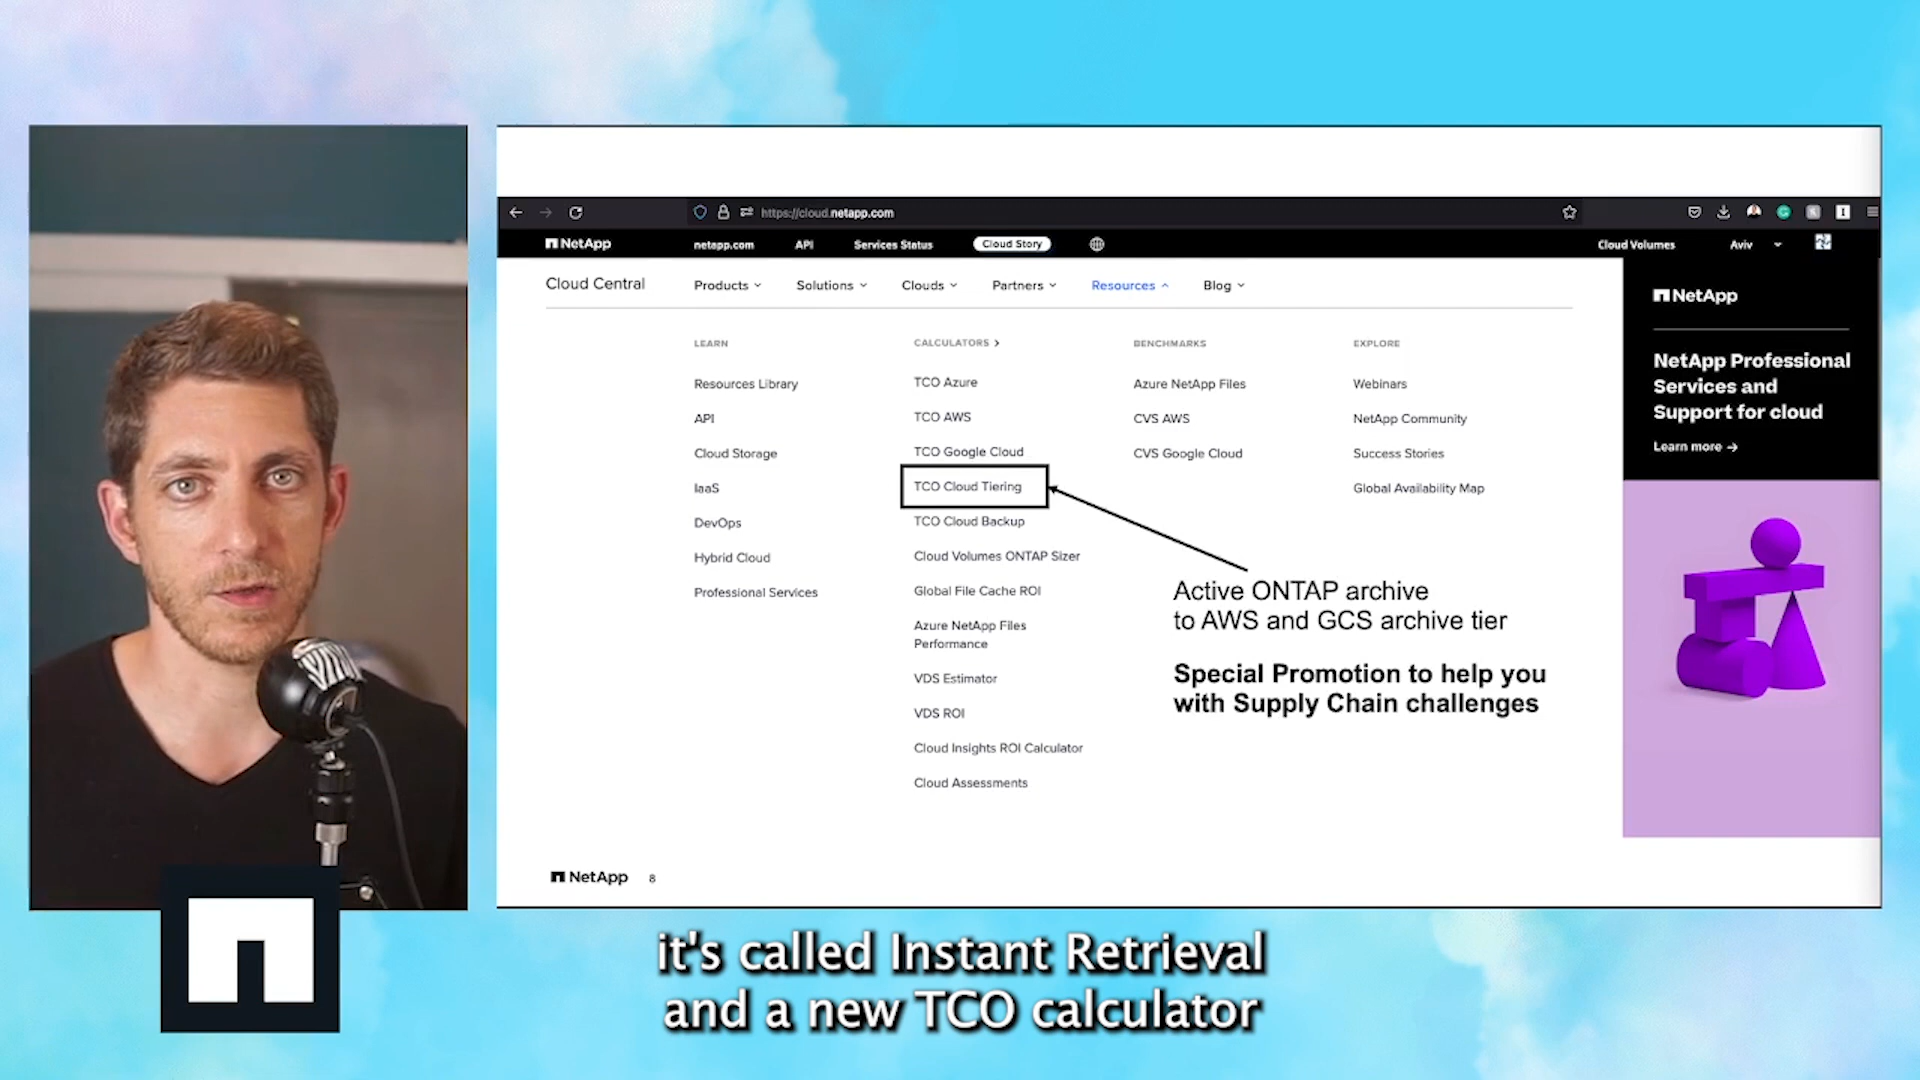 https://cloud.netapp.com
NetApp
netapp.com
API
Services Status
Cloud Story
Cloud Volumes
Aviv
Cloud Central
Products
Solutions
Clouds
Partners
Resources
Blog
LEARN
Resources Library
API
Cloud Storage
IaaS
DevOps
Hybrid Cloud
Professional Services
CALCULATORS
TCO Azure
TCO AWS
TCO Google Cloud
TCO Cloud Tiering
TCO Cloud Backup
Cloud Volumes ONTAP Sizer
Global File Cache ROI
Azure NetApp Files
Performance
VDS Estimator
VDS ROI
Cloud Insights ROI Calculator
Cloud Assessments
BENCHMARKS
Azure NetApp Files
CVS AWS
CVS Google Cloud
EXPLORE
Webinars
NetApp Community
Success Stories
Global Availability Map
Active ONTAP archive
to AWS and GCS archive tier
Special Promotion to help you
with Supply Chain challenges
NetApp
NetApp Professional
Services and
Support for cloud
Learn more →
NetApp
8
it's called Instant Retrieval
and a new TCO calculator